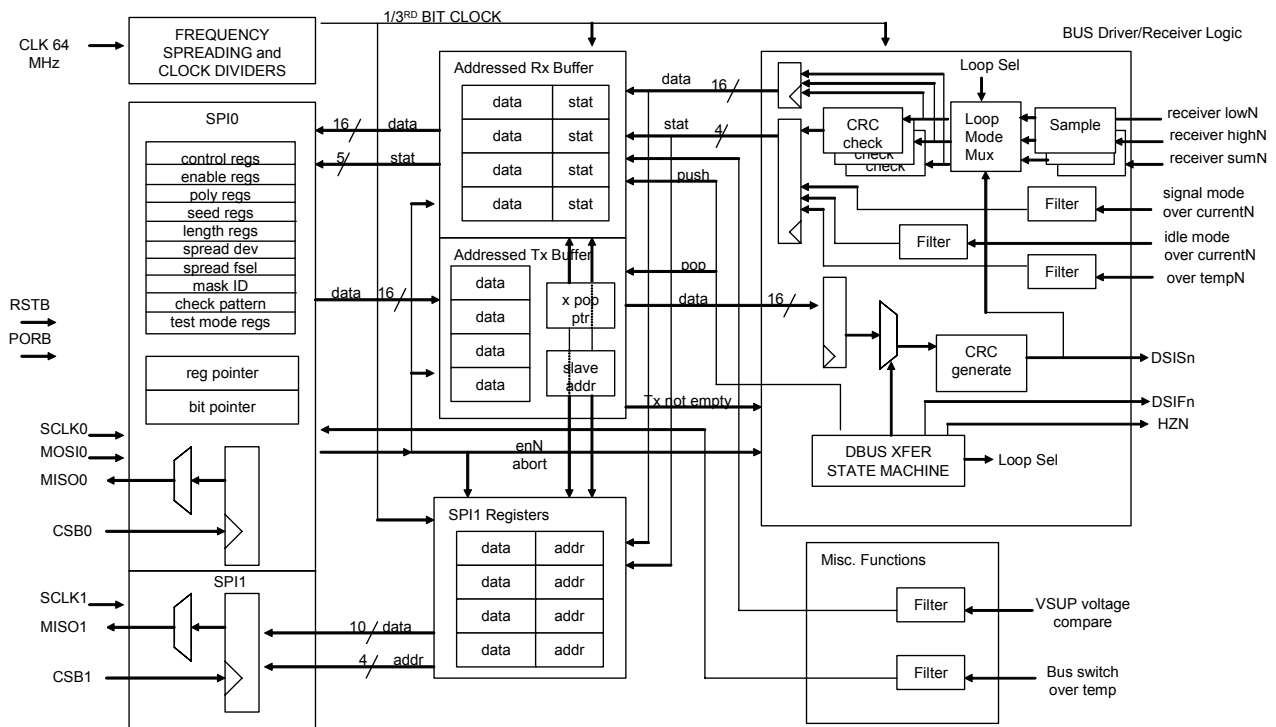 1/3RD BIT CLOCK
CLK 64
MHz
FREQUENCY
SPREADING and
CLOCK DIVIDERS
BUS Driver/Receiver Logic
SPI0
control regs
enable regs
poly regs
seed regs
length regs
spread dev
spread fsel
mask ID
check pattern
test mode regs
reg pointer
bit pointer
RSTB
PORB
SCLK0
MOSI0
MISO0
CSB0
SPI1
SCLK1
MISO1
CSB1
16
data
5
stat
data
16
Addressed Rx Buffer
data
stat
data
stat
data
stat
data
stat
Addressed Tx Buffer
data
data
data
data
x pop
ptr
slave
addr
data
16
stat
4
push
pop
data
16
Tx not empty
enN
abort
SPI1 Registers
data
addr
data
addr
data
addr
data
addr
10
data
4
addr
Loop Sel
CRC
check
check
check
Loop
Mode
Mux
Sample
receiver lowN
receiver highN
receiver sumN
Filter
signal mode
over currentN
Filter
idle mode
over currentN
Filter
over tempN
CRC
generate
DSISn
DSIFn
HZN
DBUS XFER
STATE MACHINE
Loop Sel
Misc. Functions
Filter
VSUP voltage
compare
Filter
Bus switch
over temp